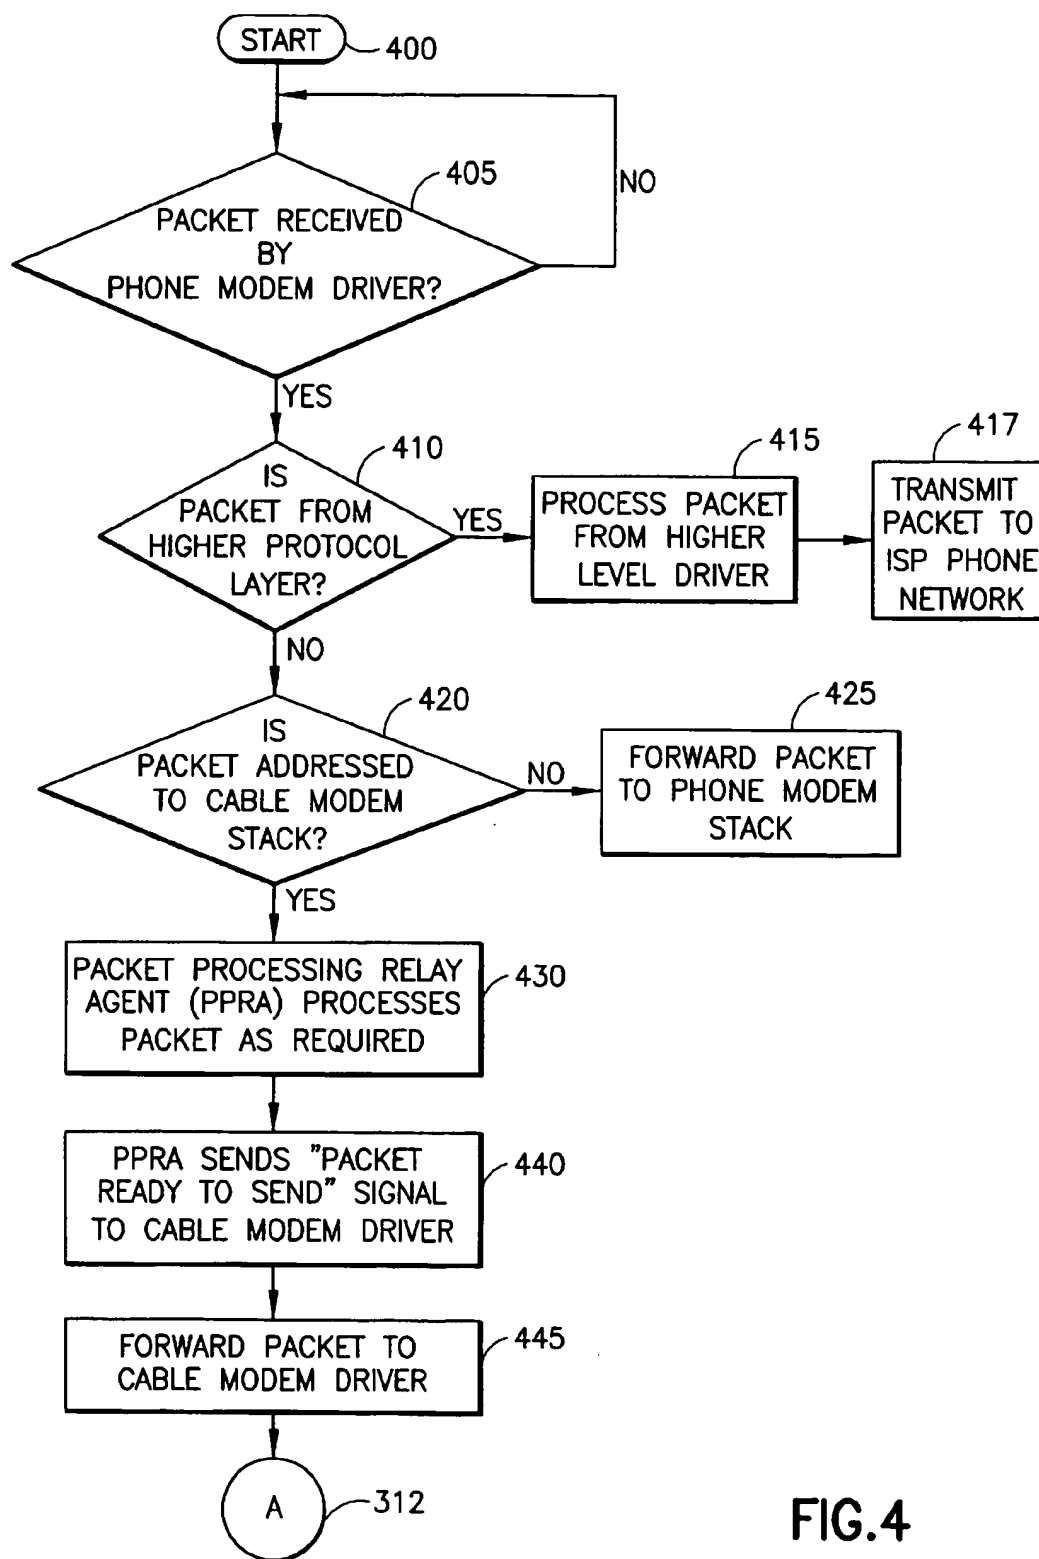 START
400
405
NO
PACKET RECEIVED
BY
PHONE MODEM DRIVER?
YES
410
IS
PACKET FROM
HIGHER PROTOCOL
LAYER?
YES
415
PROCESS PACKET
FROM HIGHER
LEVEL DRIVER
417
TRANSMIT
PACKET TO
ISP PHONE
NETWORK
NO
420
IS
PACKET ADDRESSED
TO CABLE MODEM
STACK?
NO
425
FORWARD PACKET
TO PHONE MODEM
STACK
YES
PACKET PROCESSING RELAY
AGENT (PPRA) PROCESSES
PACKET AS REQUIRED
430
PPRA SENDS "PACKET
READY TO SEND" SIGNAL
TO CABLE MODEM DRIVER
440
FORWARD PACKET TO
CABLE MODEM DRIVER
445
A
312
FIG.4